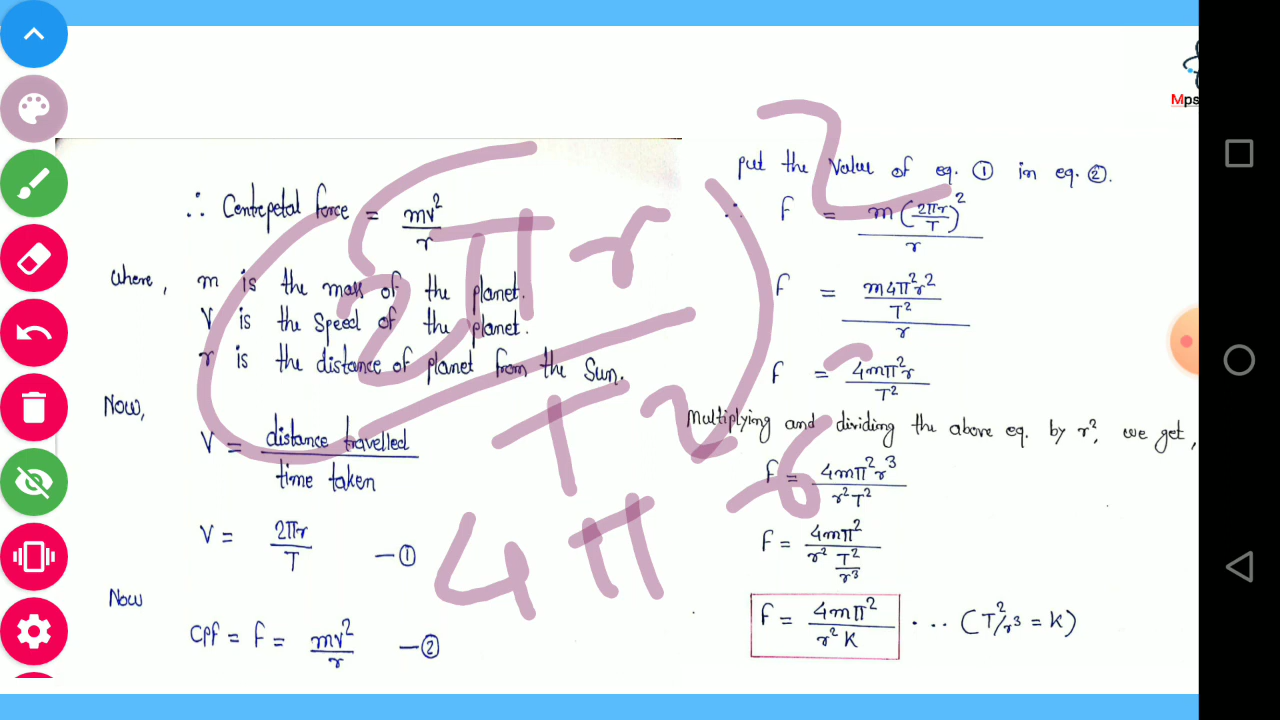 Mps
∴ Centrepetal force = mv²/r
where, m is the mass of the planet.
V is the speed of the planet.
r is the distance of planet from the Sun.
Now,
V = distance travelled/time taken
V = 2πr/T —①
Now
Cpf = F = mv²/r —②
put the value of eq. ① in eq. ②.
∴ F = m(2πr/T)²/r
F = m4π²r²/T²/r
F = 4mπ²r/T²
Multiplying and dividing the above eq. by r², we get,
F = 4mπ²r³/r²T²
F = 4mπ²/r² T²/r³
F = 4mπ²/r² K ... (T²/r³ = K)
(2πr/T)²
4π